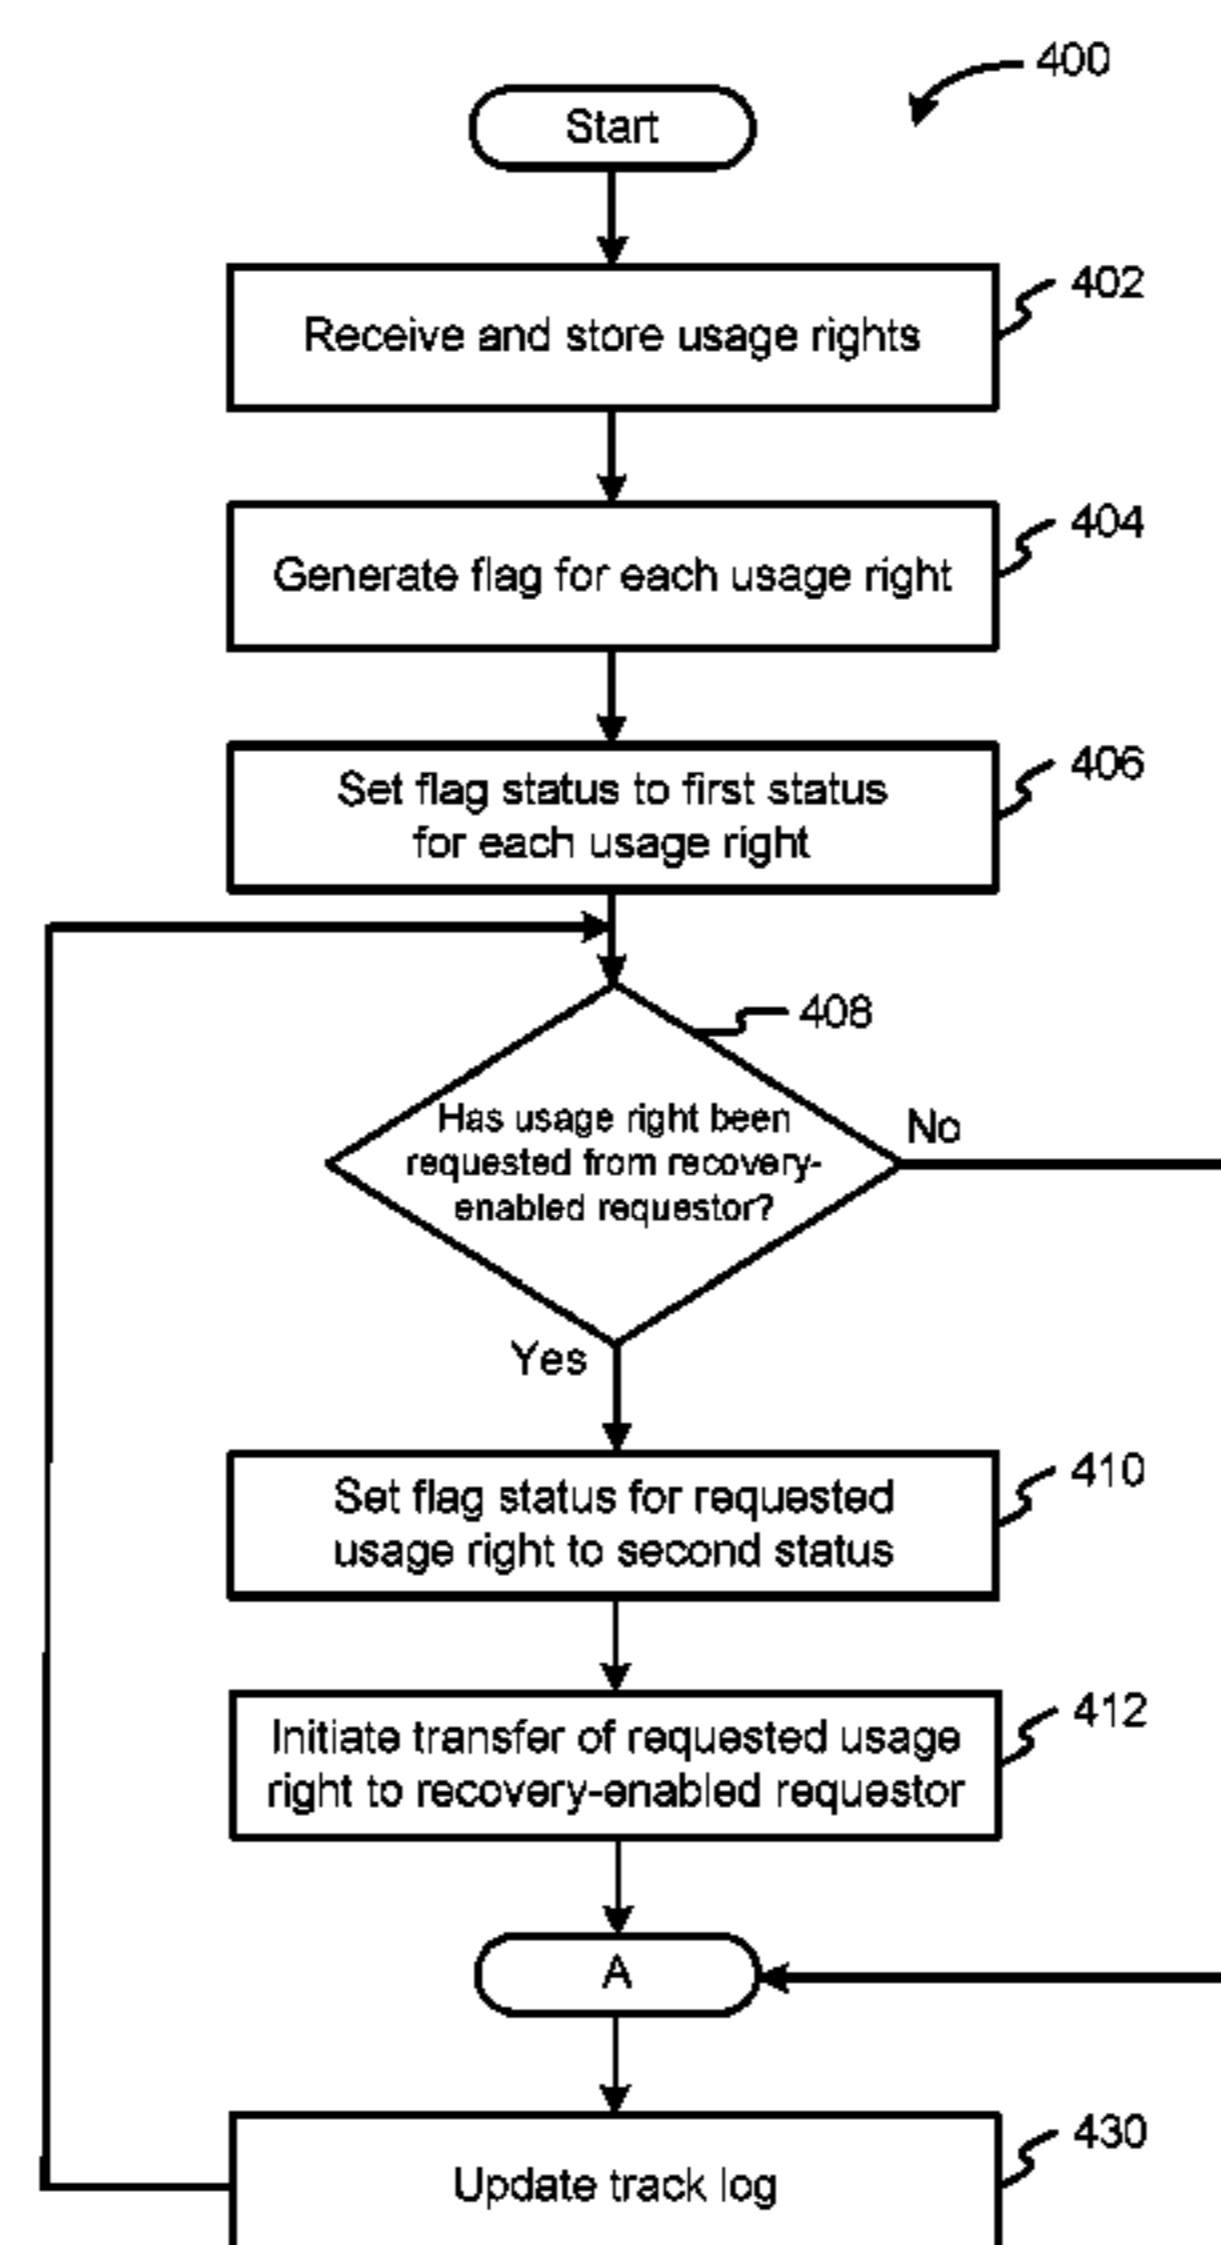 400
Start
402
Receive and store usage rights
404
Generate flag for each usage right
406
Set flag status to first status
for each usage right
408
Has usage right been
requested from recovery-
enabled requestor?
No
Yes
410
Set flag status for requested
usage right to second status
412
Initiate transfer of requested usage
right to recovery-enabled requestor
A
430
Update track log